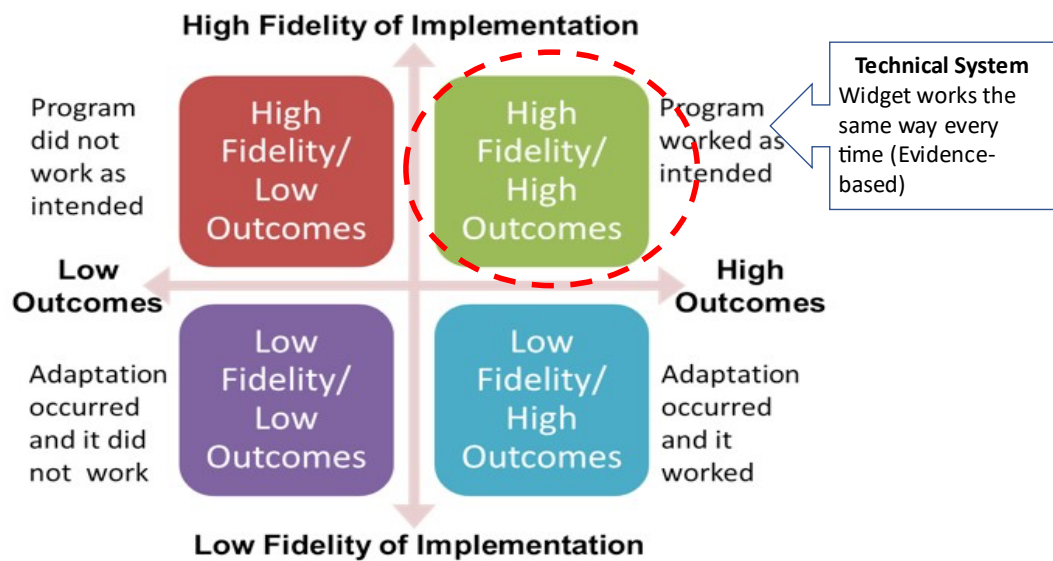 High Fidelity of Implementation
Program
did not
work as
intended
High
Fidelity/
Low
Outcomes
High
Fidelity/
High
Outcomes
Program
worked as
intended
Technical System
Widget works the
same way every
time (Evidence-
based)
Low
Outcomes
High
Outcomes
Adaptation
occurred
and it did
not work
Low
Fidelity/
Low
Outcomes
Low
Fidelity/
High
Outcomes
Adaptation
occurred
and it
worked
Low Fidelity of Implementation